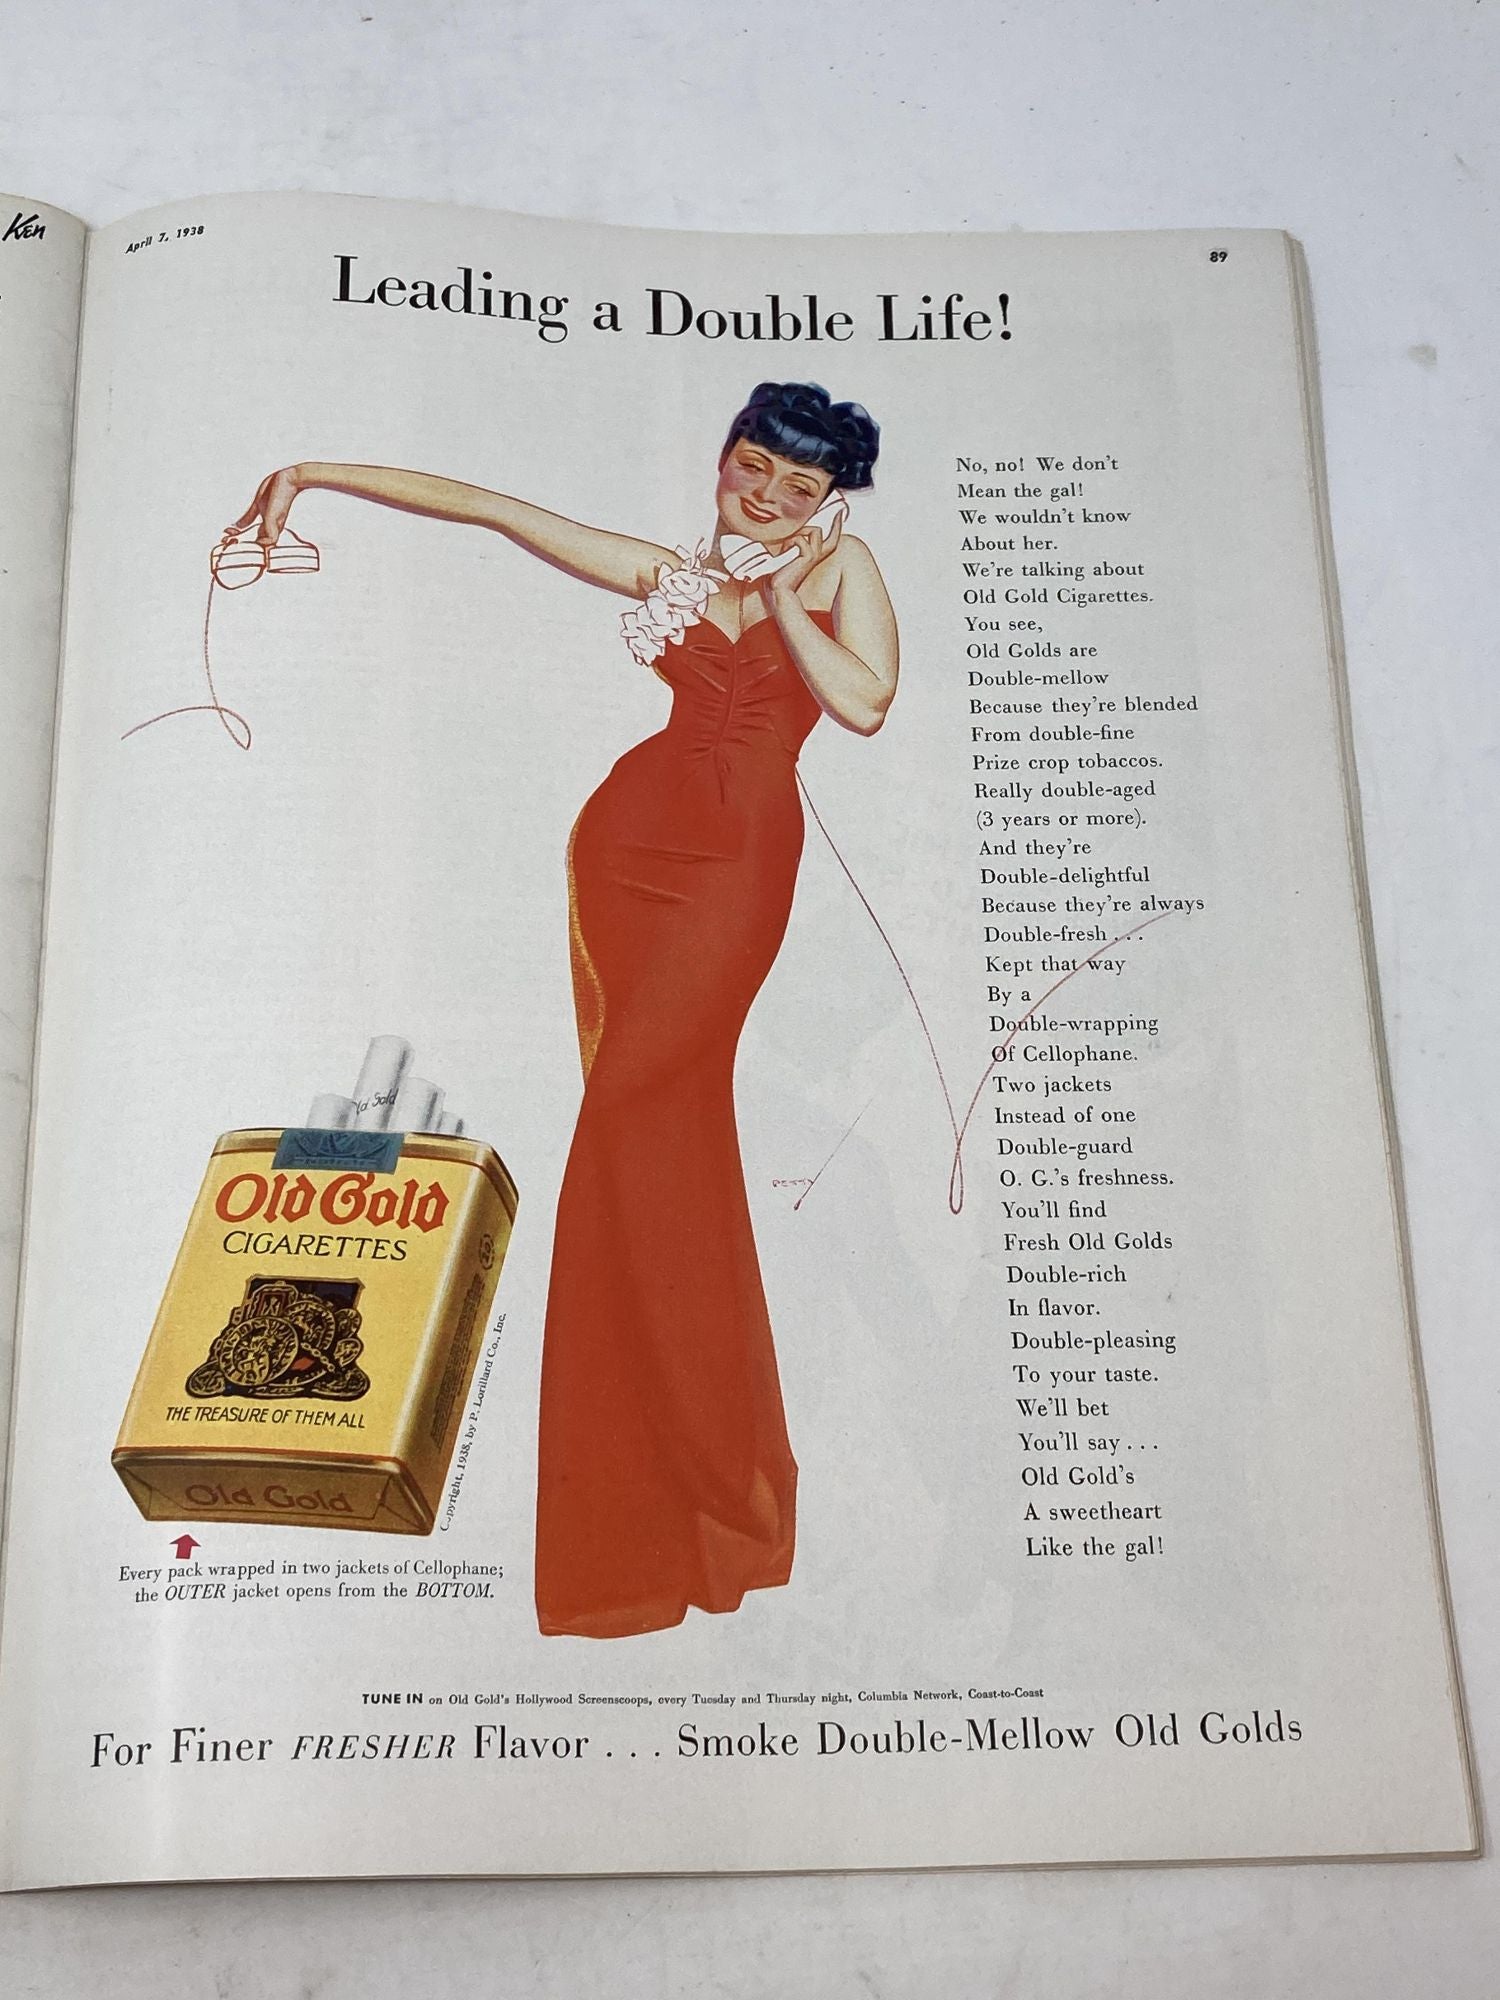 Ken
April 7, 1938
89
Leading a Double Life!
No, no! We don't
Mean the gal!
We wouldn't know
About her.
We're talking about
Old Gold Cigarettes.
You see,
Old Golds are
Double-mellow
Because they're blended
From double-fine
Prize crop tobaccos.
Really double-aged
(3 years or more).
And they're
Double-delightful
Because they're always
Double-fresh . . .
Kept that way
By a
Double-wrapping
Of Cellophane.
Two jackets
Instead of one
Double-guard
O. G.'s freshness.
You'll find
Fresh Old Golds
Double-rich
In flavor.
Double-pleasing
To your taste.
We'll bet
You'll say . . .
Old Gold's
A sweetheart
Like the gal!
PETTY
ld Gold
Old Gold
CIGARETTES
THE TREASURE OF THEM ALL
Old Gold
Copyright, 1938, by P. Lorillard Co., Inc.
Every pack wrapped in two jackets of Cellophane;
the OUTER jacket opens from the BOTTOM.
TUNE IN on Old Gold's Hollywood Screenscoops, every Tuesday and Thursday night, Columbia Network, Coast-to-Coast
For Finer FRESHER Flavor . . . Smoke Double-Mellow Old Golds